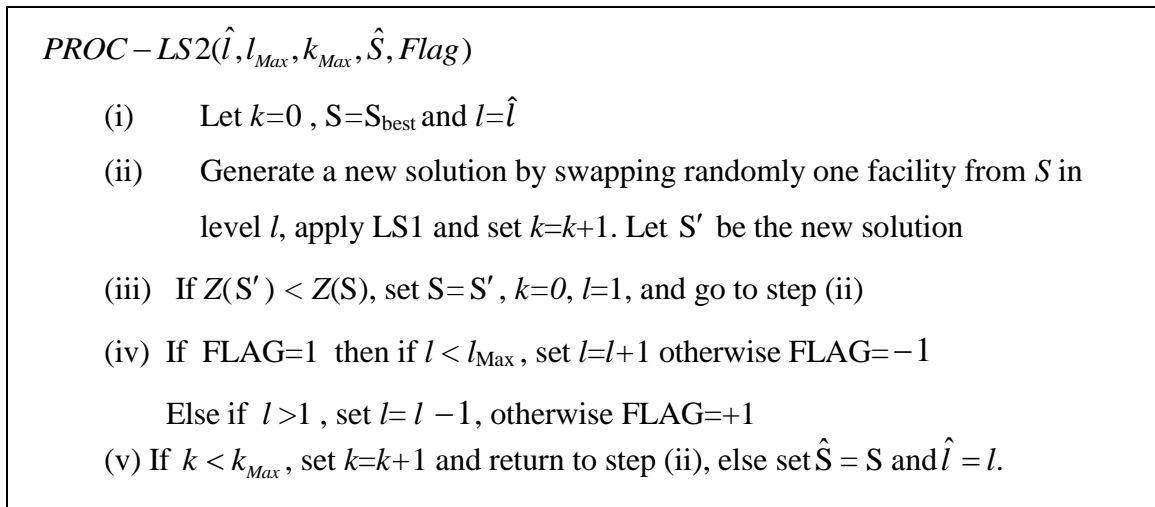 PROC – LS2(l̂, l_Max, k_Max, Ŝ, Flag)
(i) Let k=0 , S=S_best and l=l̂
(ii) Generate a new solution by swapping randomly one facility from S in
level l, apply LS1 and set k=k+1. Let S′ be the new solution
(iii) If Z(S′) < Z(S), set S= S′, k=0, l=1, and go to step (ii)
(iv) If FLAG=1 then if l < l_Max , set l=l+1 otherwise FLAG= −1
Else if l >1 , set l= l −1, otherwise FLAG=+1
(v) If k < k_Max , set k=k+1 and return to step (ii), else set Ŝ = S and l̂ = l.